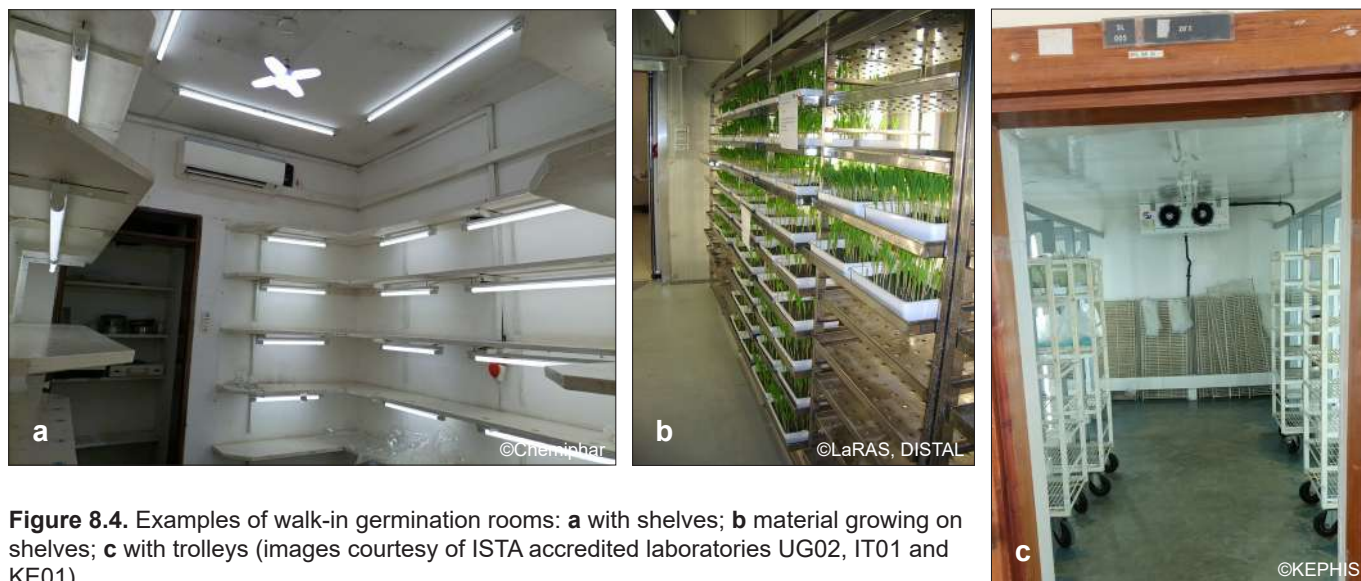 a
©Chemiphar
b
©LaRAS, DISTAL
c
©KEPHIS
Figure 8.4. Examples of walk-in germination rooms: a with shelves; b material growing on
shelves; c with trolleys (images courtesy of ISTA accredited laboratories UG02, IT01 and
KE01)